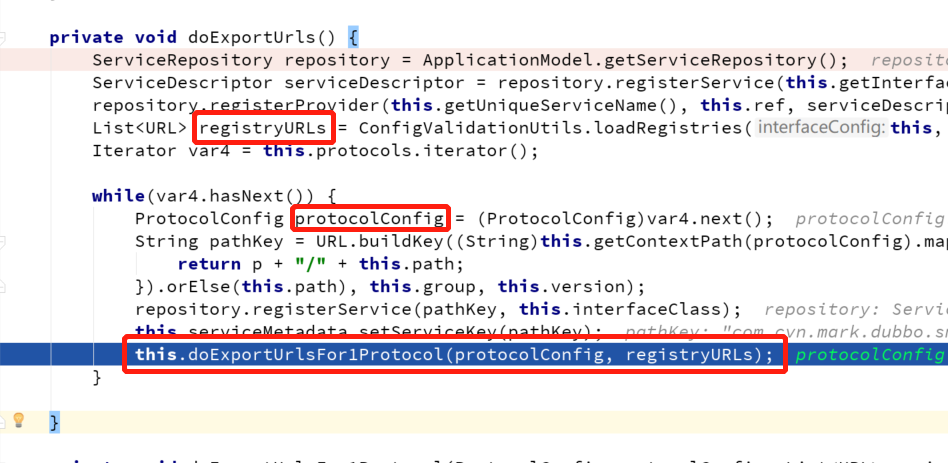 private void doExportUrls() {
ServiceRepository repository = ApplicationModel.getServiceRepository();
ServiceDescriptor serviceDescriptor = repository.registerService(this.getInterfa
repository.registerProvider(this.getUniqueServiceName(), this.ref, serviceDescrip
List<URL> registryURLs = ConfigValidationUtils.loadRegistries( interfaceConfig: this,
Iterator var4 = this.protocols.iterator();
while(var4.hasNext()) {
ProtocolConfig protocolConfig = (ProtocolConfig)var4.next(); protocolConfig
String pathKey = URL.buildKey((String)this.getContextPath(protocolConfig).map
return p + "/" + this.path;
}).orElse(this.path), this.group, this.version);
repository.registerService(pathKey, this.interfaceClass); repository: Servi
this.serviceMetadata.setServiceKey(pathKey); pathKey: "com.cyn.mark.dubbo.sm
this.doExportUrlsFor1Protocol(protocolConfig, registryURLs); protocolConfig
}
}